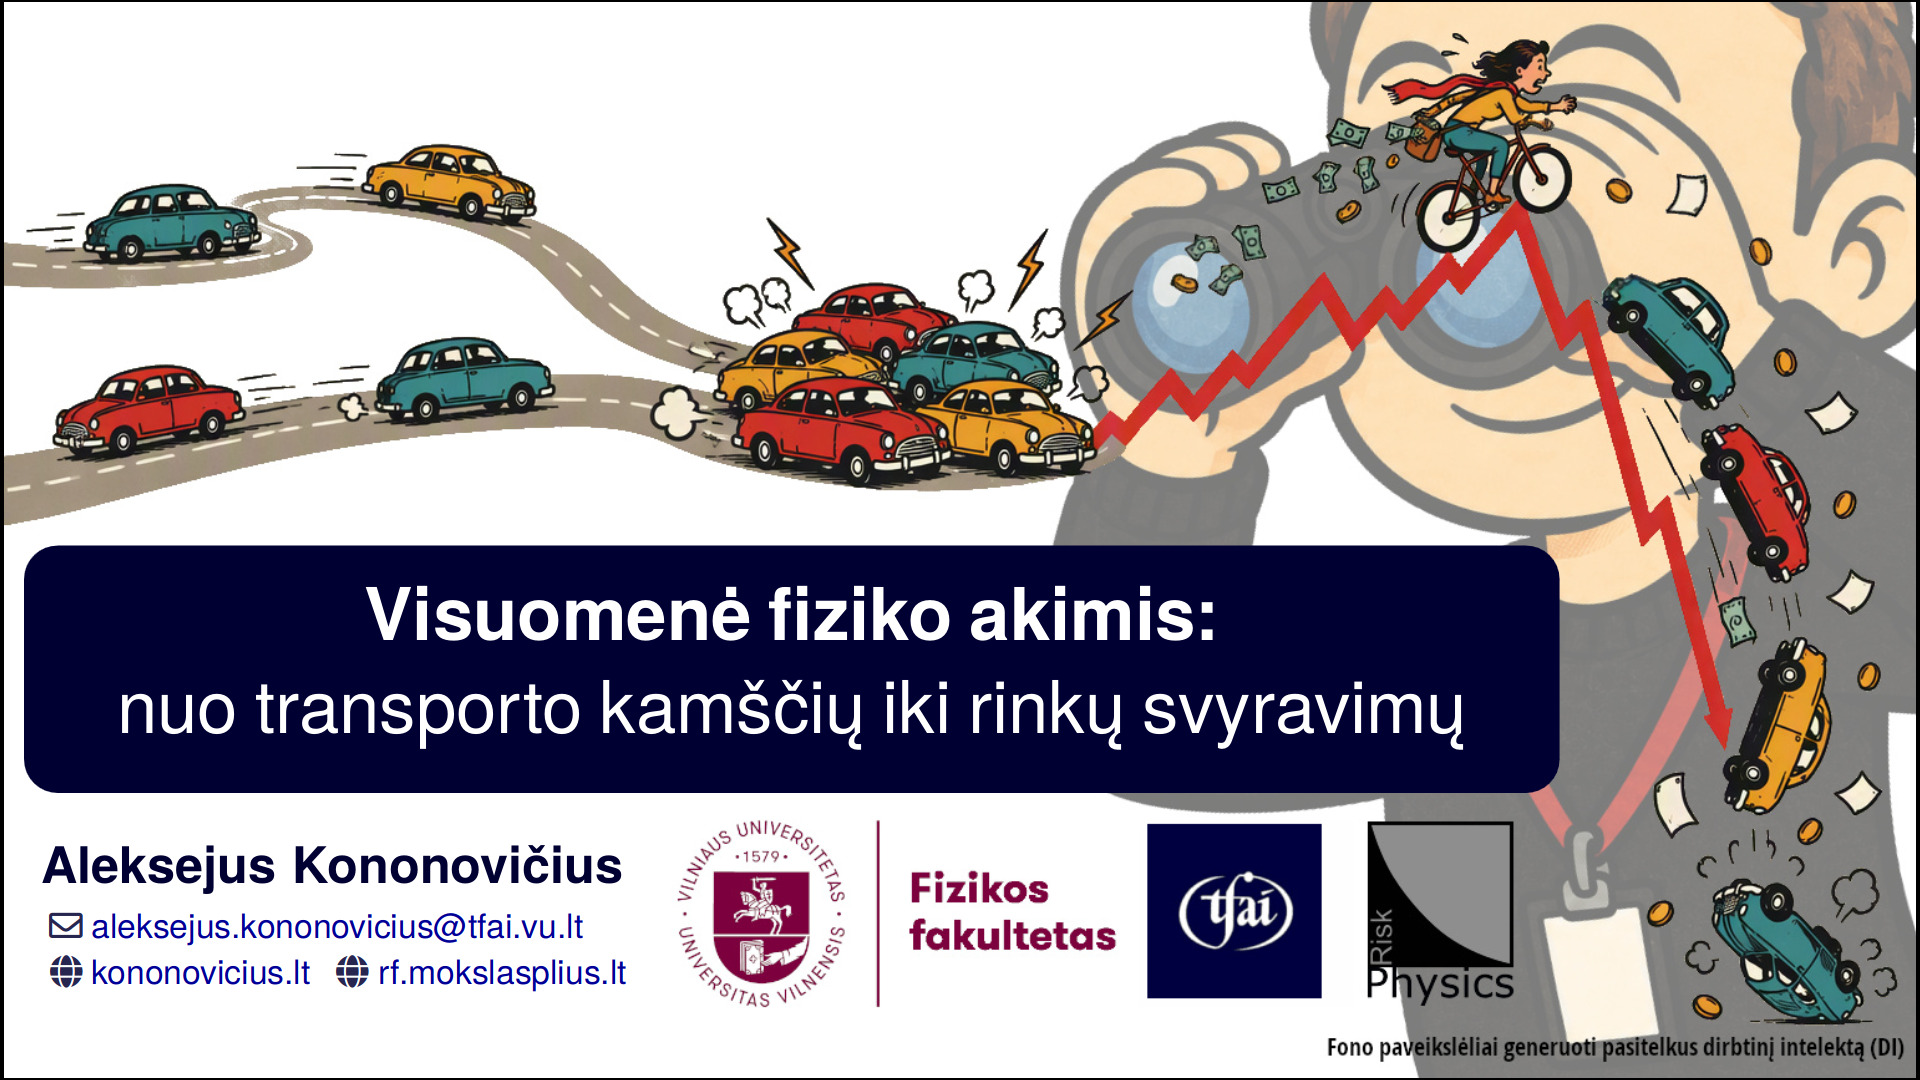 Visuomenė fiziko akimis:
nuo transporto kamščių iki rinkų svyravimų
Aleksejus Kononovičius
aleksejus.kononovicius@tfai.vu.lt
kononovicius.lt rf.mokslasplius.lt
VILNIAUS UNIVERSITETAS
1579
UNIVERSITAS VILNENSIS
Fizikos
fakultetas
tfai
Risk
Physics
Fono paveikslėliai generuoti pasitelkus dirbtinį intelektą (DI)